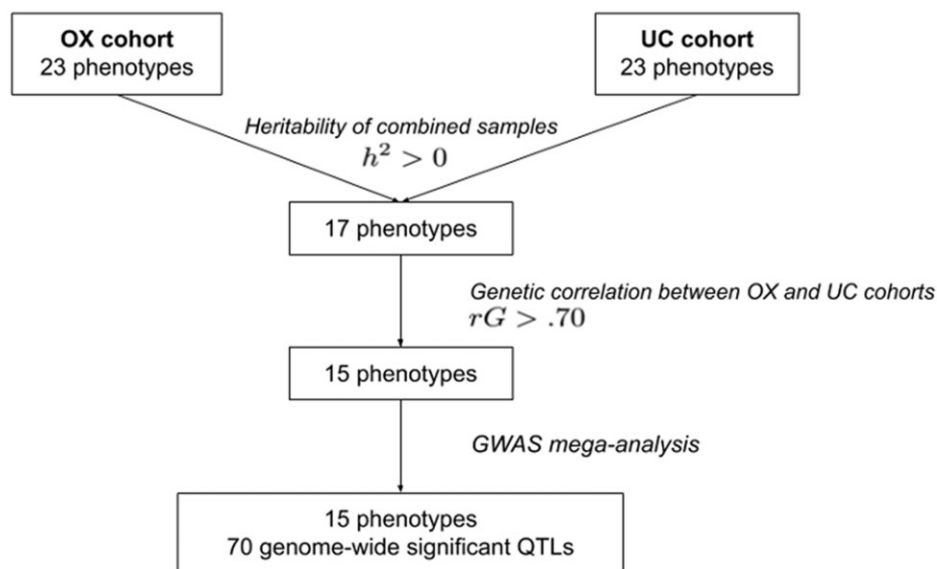 OX cohort
23 phenotypes
UC cohort
23 phenotypes
Heritability of combined samples
h² > 0
17 phenotypes
Genetic correlation between OX and UC cohorts
rG > .70
15 phenotypes
GWAS mega-analysis
15 phenotypes
70 genome-wide significant QTLs